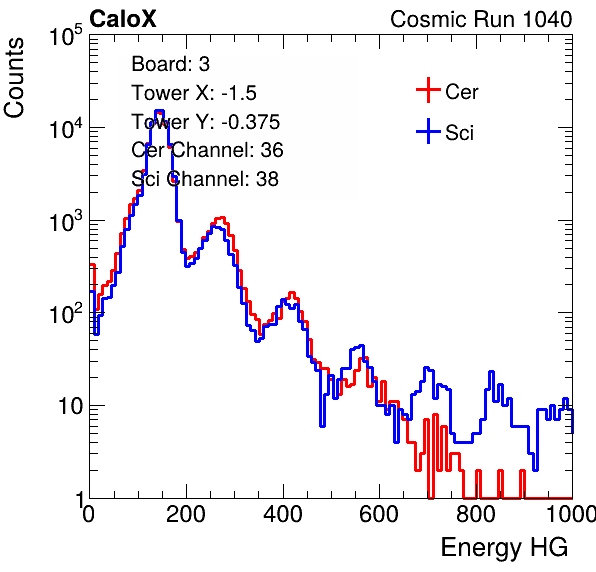 CaloX Cosmic Run 1040
Counts
10^5
10^4
10^3
10^2
10
1
Board: 3
Tower X: -1.5
Tower Y: -0.375
Cer Channel: 36
Sci Channel: 38
Cer
Sci
0 200 400 600 800 1000
Energy HG